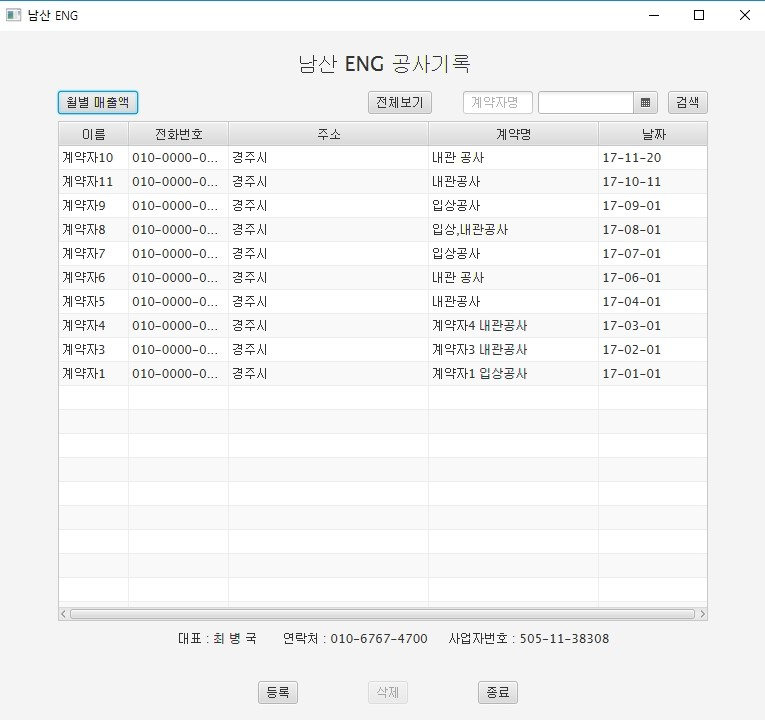 남산 ENG
남산 ENG 공사기록
월별 매출액 전체보기 계약자명 검색
이름 전화번호 주소 계약명 날짜
계약자10 010-0000-0... 경주시 내관 공사 17-11-20
계약자11 010-0000-0... 경주시 내관공사 17-10-11
계약자9 010-0000-0... 경주시 입상공사 17-09-01
계약자8 010-0000-0... 경주시 입상,내관공사 17-08-01
계약자7 010-0000-0... 경주시 입상공사 17-07-01
계약자6 010-0000-0... 경주시 내관 공사 17-06-01
계약자5 010-0000-0... 경주시 내관공사 17-04-01
계약자4 010-0000-0... 경주시 계약자4 내관공사 17-03-01
계약자3 010-0000-0... 경주시 계약자3 내관공사 17-02-01
계약자1 010-0000-0... 경주시 계약자1 입상공사 17-01-01
대표 : 최 병 국 연락처 : 010-6767-4700 사업자번호 : 505-11-38308
등록 삭제 종료